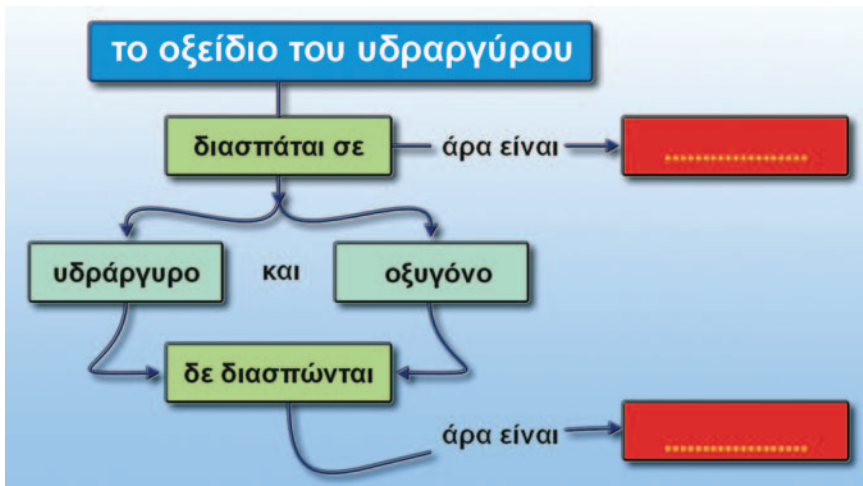 το οξείδιο του υδραργύρου
διασπάται σε
άρα είναι
....................
υδράργυρο
και
οξυγόνο
δε διασπώνται
άρα είναι
....................